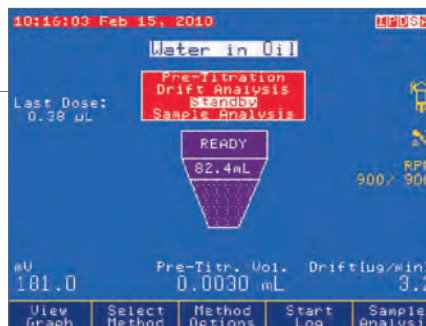 10:16:03 Feb 15, 2010
Water in Oil
Pre-Titration
Drift Analysis
Standby
Sample Analysis
Last Dose:
0.38 µL
READY
82.4mL
RPM
900/ 900
mV
Pre-Titr. Vol.
Drift(ug/min)
181.0
0.0030 mL
3.2
View
Graph
Select
Method
Method
Options
Start
Log
Sample
Analysis